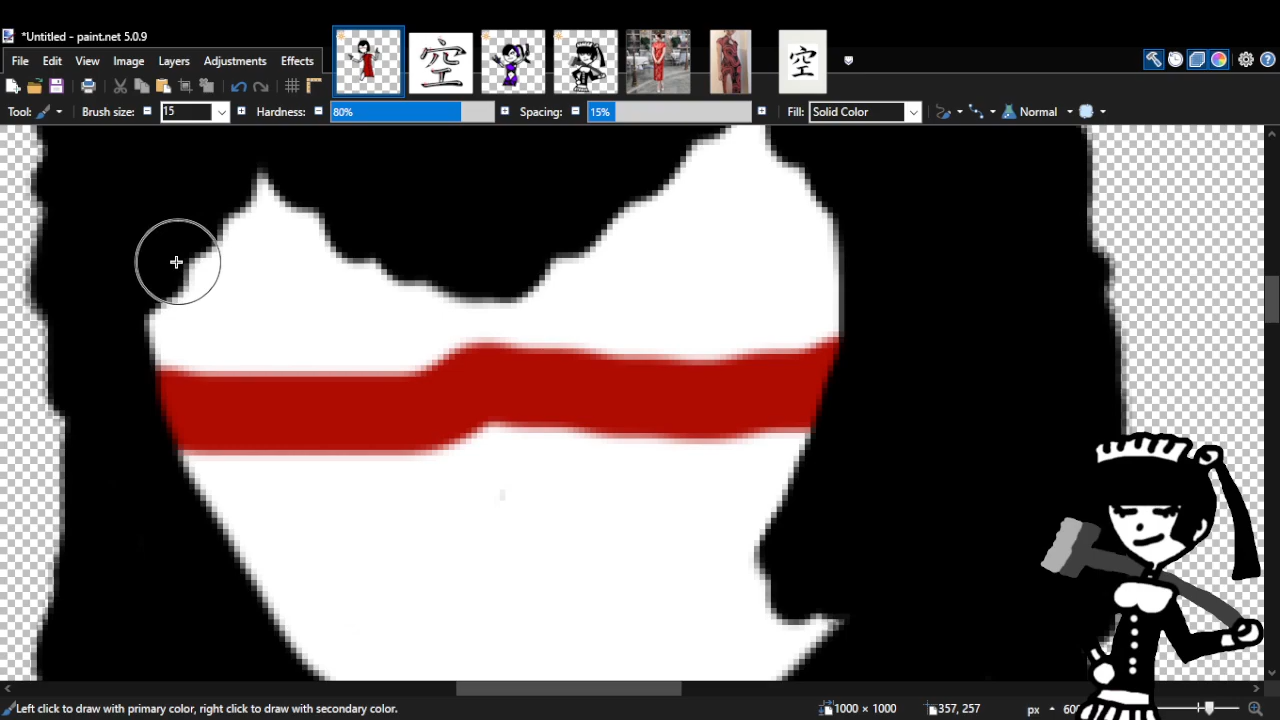 *Untitled - paint.net 5.0.9
File Edit View Image Layers Adjustments Effects
空
空
Tool: Brush size: 15 Hardness: 80% Spacing: 15% Fill: Solid Color Normal
Left click to draw with primary color, right click to draw with secondary color. 1000 × 1000 357, 257 px